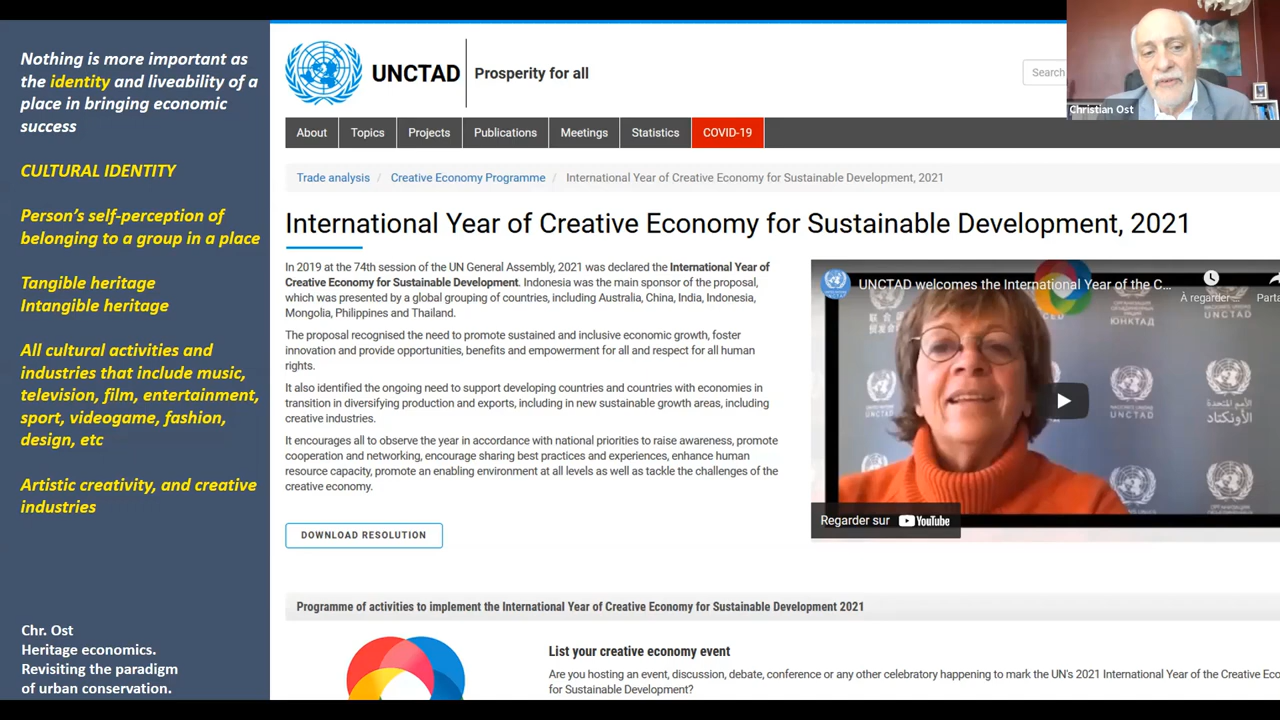 Nothing is more important as
the identity and liveability of a
place in bringing economic
success
CULTURAL IDENTITY
Person's self-perception of
belonging to a group in a place
Tangible heritage
Intangible heritage
All cultural activities and
industries that include music,
television, film, entertainment,
sport, videogame, fashion,
design, etc
Artistic creativity, and creative
industries
Chr. Ost
Heritage economics.
Revisiting the paradigm
of urban conservation.
UNCTAD
Prosperity for all
Search
Christian Ost
About Topics Projects Publications Meetings Statistics COVID-19
Trade analysis / Creative Economy Programme / International Year of Creative Economy for Sustainable Development, 2021
International Year of Creative Economy for Sustainable Development, 2021
In 2019 at the 74th session of the UN General Assembly, 2021 was declared the International Year of
Creative Economy for Sustainable Development. Indonesia was the main sponsor of the proposal,
which was presented by a global grouping of countries, including Australia, China, India, Indonesia,
Mongolia, Philippines and Thailand.
The proposal recognised the need to promote sustained and inclusive economic growth, foster
innovation and provide opportunities, benefits and empowerment for all and respect for all human
rights.
It also identified the ongoing need to support developing countries and countries with economies in
transition in diversifying production and exports, including in new sustainable growth areas, including
creative industries.
It encourages all to observe the year in accordance with national priorities to raise awareness, promote
cooperation and networking, encourage sharing best practices and experiences, enhance human
resource capacity, promote an enabling environment at all levels as well as tackle the challenges of the
creative economy.
DOWNLOAD RESOLUTION
UNCTAD welcomes the International Year of the C...
À regarder ...
Parta
ЮНКТАД
UNCTAD
الأونكتاد
Regarder sur YouTube
Programme of activities to implement the International Year of Creative Economy for Sustainable Development 2021
List your creative economy event
Are you hosting an event, discussion, debate, conference or any other celebratory happening to mark the UN's 2021 International Year of the Creative Eco
for Sustainable Development?